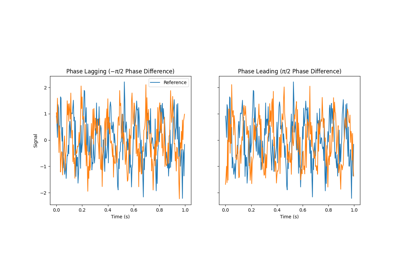 Phase Lagging (−π/2 Phase Difference)
Reference
Signal
2
1
0
−1
−2
0.0 0.2 0.4 0.6 0.8 1.0
Time (s)
Phase Leading (π/2 Phase Difference)
0.0 0.2 0.4 0.6 0.8 1.0
Time (s)